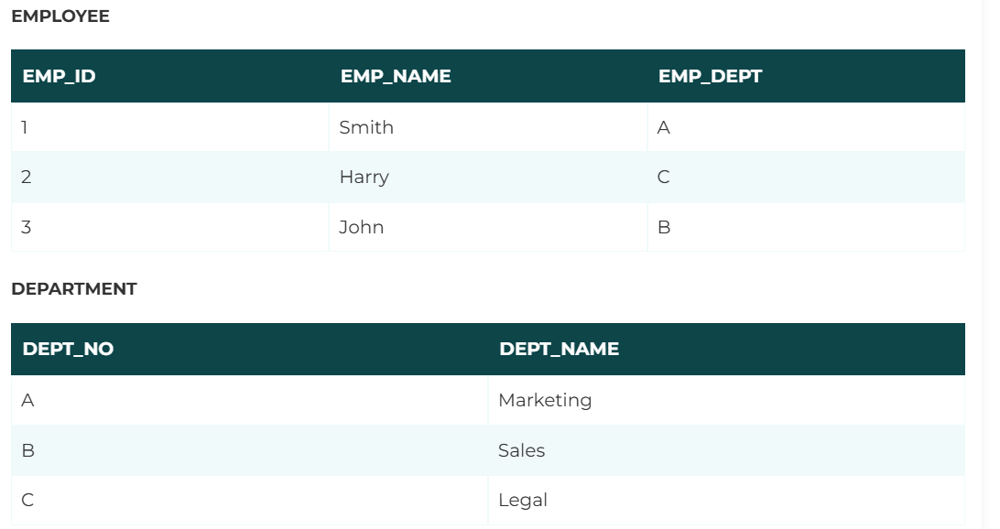 EMPLOYEE
EMP_ID EMP_NAME EMP_DEPT
1 Smith A
2 Harry C
3 John B
DEPARTMENT
DEPT_NO DEPT_NAME
A Marketing
B Sales
C Legal